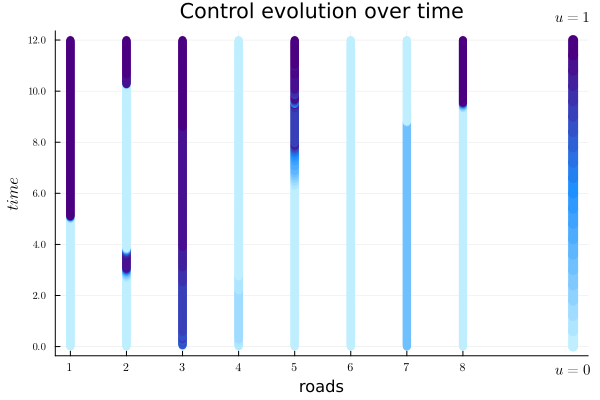 Control evolution over time
u = 1
12.0
10.0
8.0
6.0
4.0
2.0
0.0
time
1 2 3 4 5 6 7 8
u = 0
roads